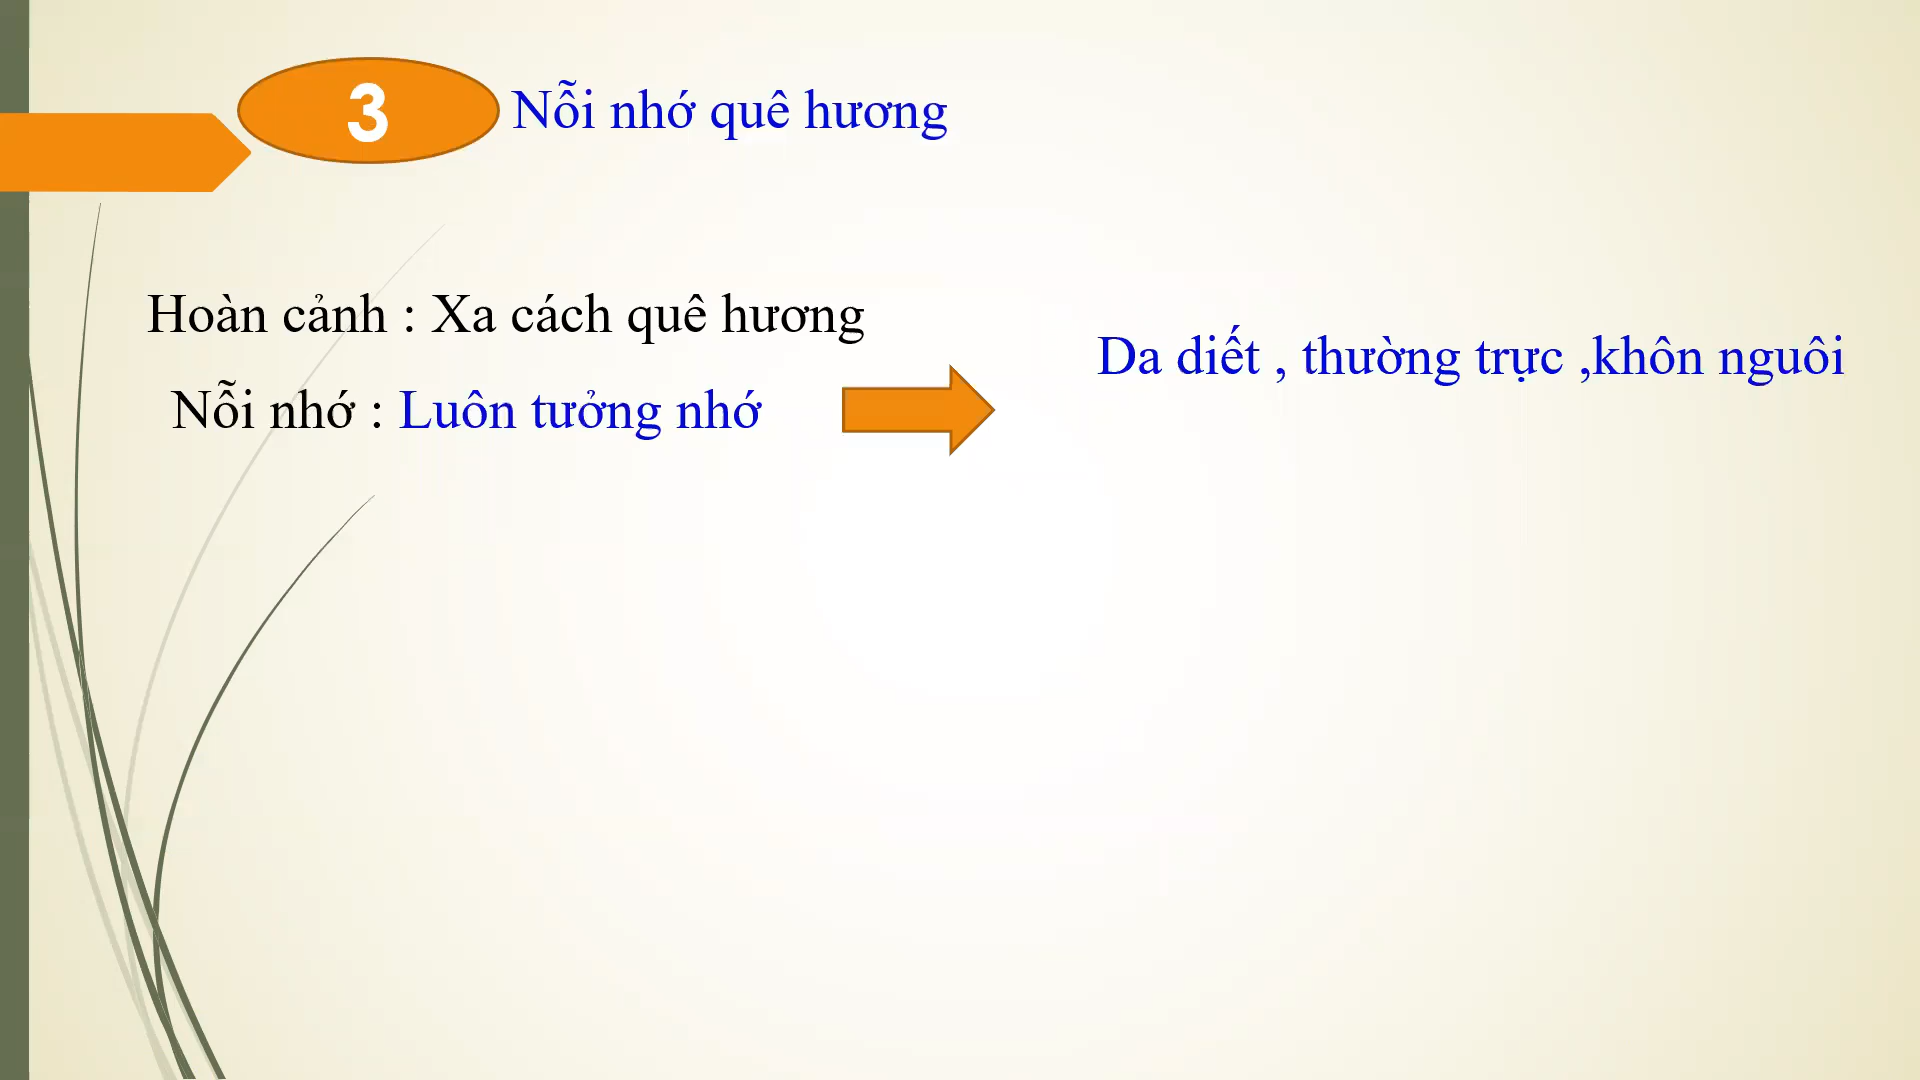 3 Nỗi nhớ quê hương
Hoàn cảnh : Xa cách quê hương
Nỗi nhớ : Luôn tưởng nhớ
Da diết , thường trực ,khôn nguôi